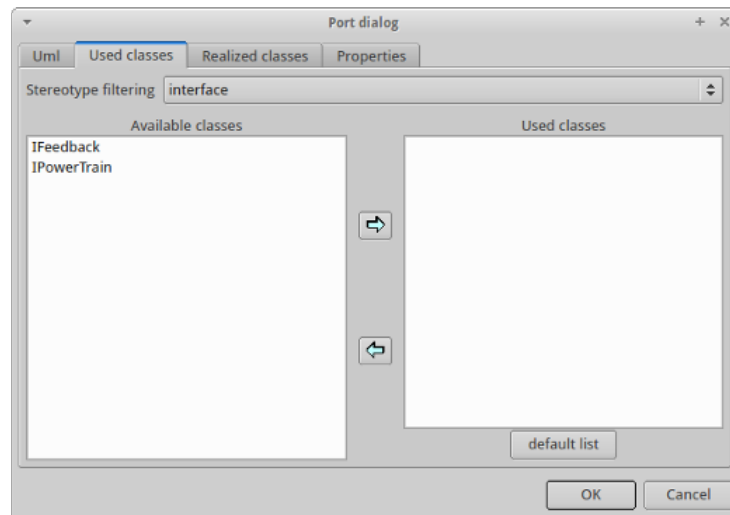 Port dialog
Uml Used classes Realized classes Properties
Stereotype filtering interface
Available classes Used classes
IFeedback
IPowerTrain
default list
OK Cancel